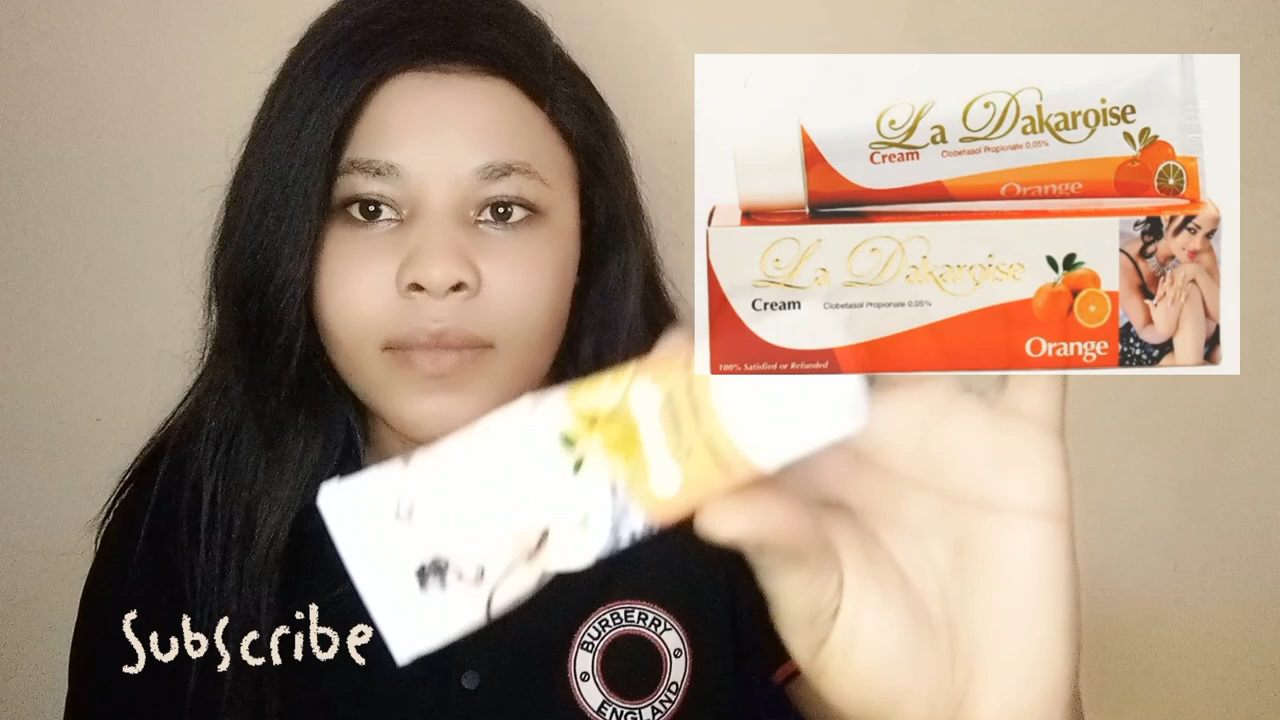 La Dakaroise
Cream Clobetasol Propionate 0,05%
Orange
La Dakaroise
Cream Clobetasol Propionate 0,05%
Orange
100% Satisfied or Refunded
Subscribe
BURBERRY
ENGLAND